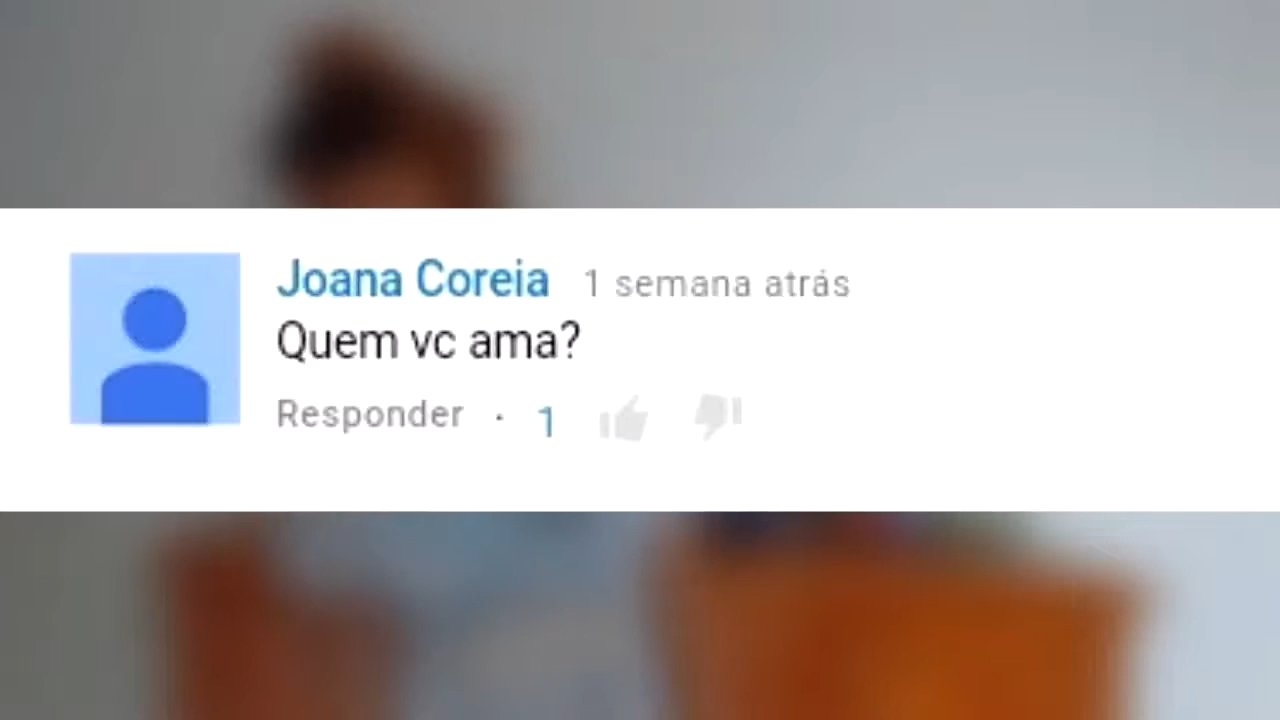 Joana Coreia 1 semana atrás
Quem vc ama?
Responder · 1